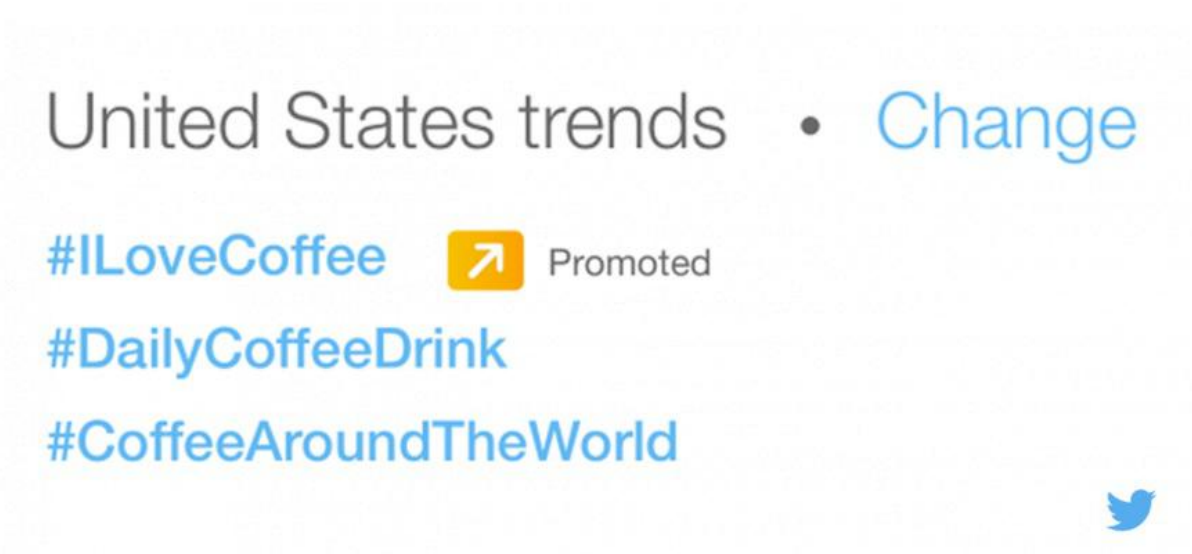 United States trends • Change
#ILoveCoffee Promoted
#DailyCoffeeDrink
#CoffeeAroundTheWorld